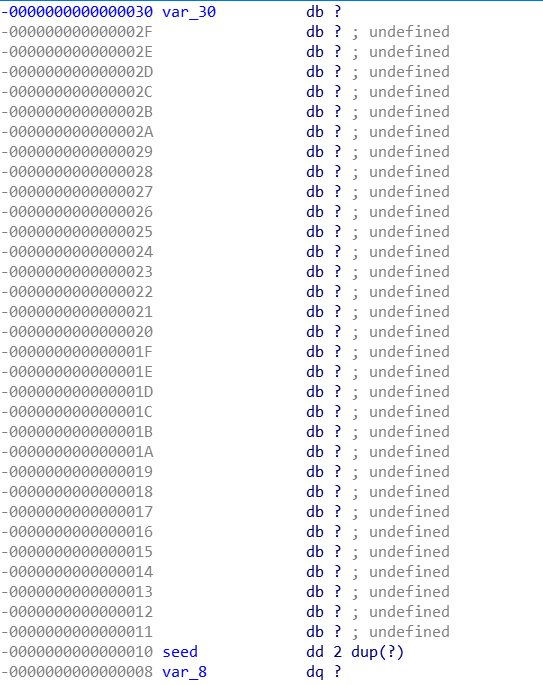 -0000000000000030 var_30 db ?
-000000000000002F db ? ; undefined
-000000000000002E db ? ; undefined
-000000000000002D db ? ; undefined
-000000000000002C db ? ; undefined
-000000000000002B db ? ; undefined
-000000000000002A db ? ; undefined
-0000000000000029 db ? ; undefined
-0000000000000028 db ? ; undefined
-0000000000000027 db ? ; undefined
-0000000000000026 db ? ; undefined
-0000000000000025 db ? ; undefined
-0000000000000024 db ? ; undefined
-0000000000000023 db ? ; undefined
-0000000000000022 db ? ; undefined
-0000000000000021 db ? ; undefined
-0000000000000020 db ? ; undefined
-000000000000001F db ? ; undefined
-000000000000001E db ? ; undefined
-000000000000001D db ? ; undefined
-000000000000001C db ? ; undefined
-000000000000001B db ? ; undefined
-000000000000001A db ? ; undefined
-0000000000000019 db ? ; undefined
-0000000000000018 db ? ; undefined
-0000000000000017 db ? ; undefined
-0000000000000016 db ? ; undefined
-0000000000000015 db ? ; undefined
-0000000000000014 db ? ; undefined
-0000000000000013 db ? ; undefined
-0000000000000012 db ? ; undefined
-0000000000000011 db ? ; undefined
-0000000000000010 seed dd 2 dup(?)
-0000000000000008 var_8 dq ?